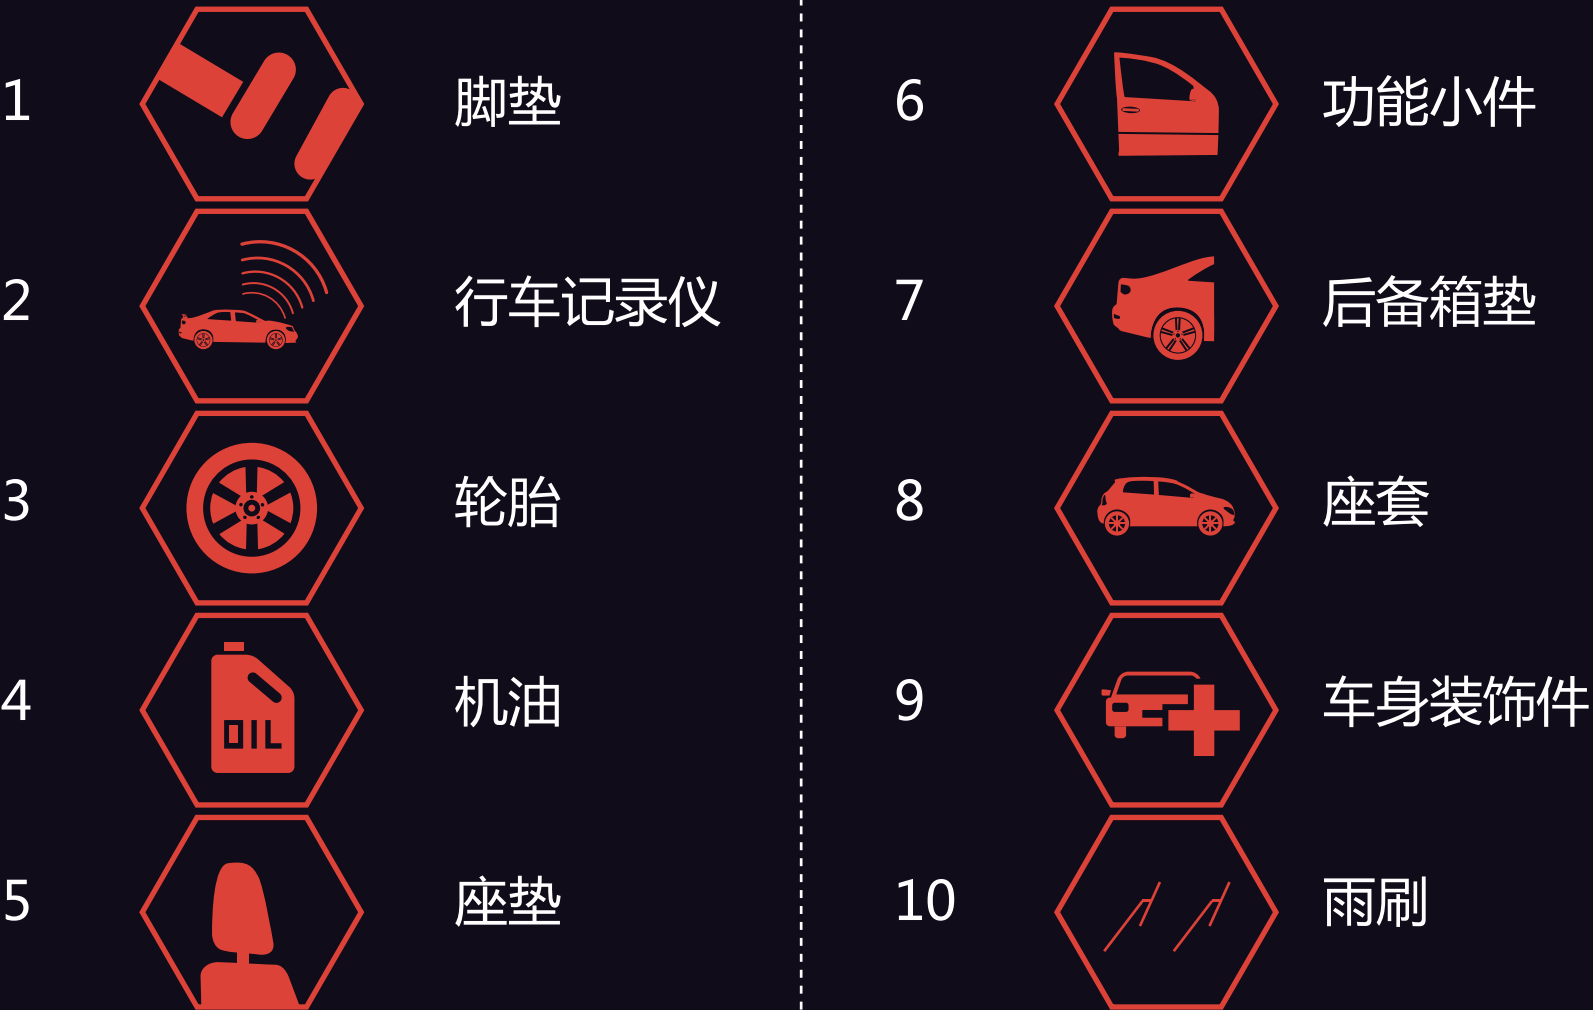 1 脚垫
2 行车记录仪
3 轮胎
4 OIL 机油
5 座垫
6 功能小件
7 后备箱垫
8 座套
9 车身装饰件
10 雨刷